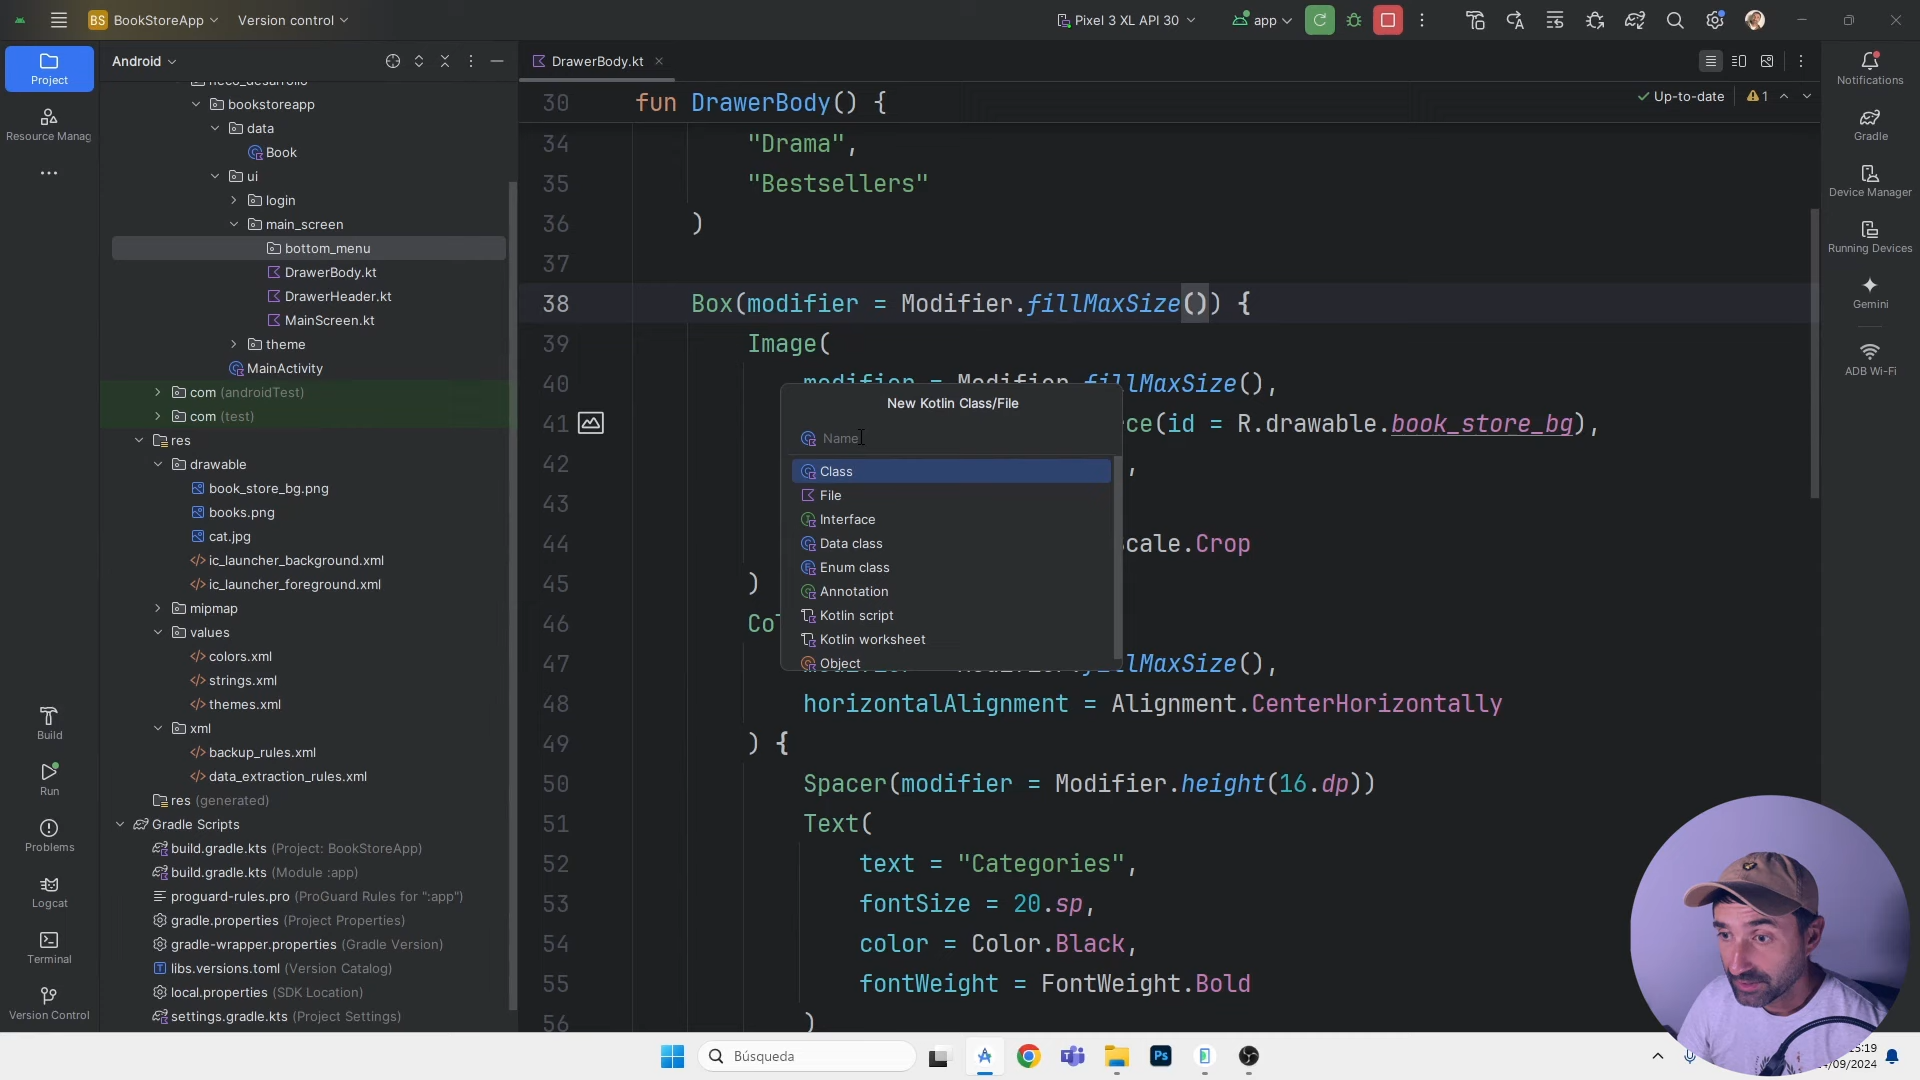 BS BookStoreApp
Version control
Pixel 3 XL API 30
app
Project
Resource Manag
Build
Run
Problems
Logcat
Terminal
Version Control
Android
neco_desarrollo
bookstoreapp
data
Book
ui
login
main_screen
bottom_menu
DrawerBody.kt
DrawerHeader.kt
MainScreen.kt
theme
MainActivity
com (androidTest)
com (test)
res
drawable
book_store_bg.png
books.png
cat.jpg
ic_launcher_background.xml
ic_launcher_foreground.xml
mipmap
values
colors.xml
strings.xml
themes.xml
xml
backup_rules.xml
data_extraction_rules.xml
res (generated)
Gradle Scripts
build.gradle.kts (Project: BookStoreApp)
build.gradle.kts (Module :app)
proguard-rules.pro (ProGuard Rules for ":app")
gradle.properties (Project Properties)
gradle-wrapper.properties (Gradle Version)
libs.versions.toml (Version Catalog)
local.properties (SDK Location)
settings.gradle.kts (Project Settings)
DrawerBody.kt
Up-to-date
1
30 fun DrawerBody() {
34 "Drama",
35 "Bestsellers"
36 )
37
38 Box(modifier = Modifier.fillMaxSize()) {
39 Image(
40 modifier = Modifier.fillMaxSize(),
41 rce(id = R.drawable.book_store_bg),
42 ,
43
44 cale.Crop
45 )
46 Co
47 fillMaxSize(),
48 horizontalAlignment = Alignment.CenterHorizontally
49 ) {
50 Spacer(modifier = Modifier.height(16.dp))
51 Text(
52 text = "Categories",
53 fontSize = 20.sp,
54 color = Color.Black,
55 fontWeight = FontWeight.Bold
56 )
New Kotlin Class/File
Name
Class
File
Interface
Data class
Enum class
Annotation
Kotlin script
Kotlin worksheet
Object
Notifications
Gradle
Device Manager
Running Devices
Gemini
ADB Wi-Fi
Búsqueda
Ps
15:19
/09/2024